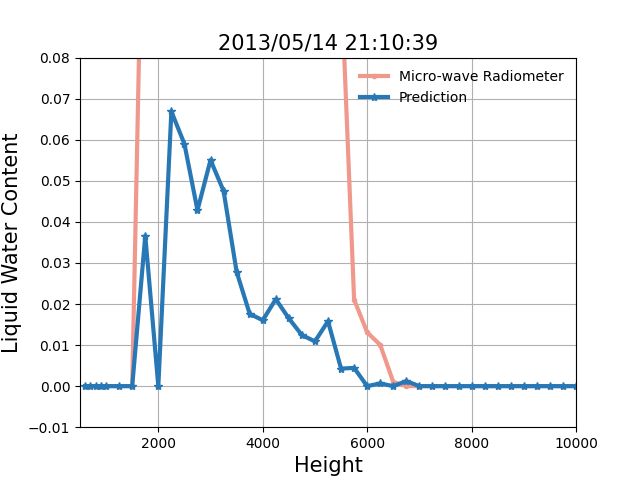 2013/05/14 21:10:39
0.08
0.07
0.06
0.05
0.04
0.03
0.02
0.01
0.00
−0.01
Liquid Water Content
Micro-wave Radiometer
Prediction
2000 4000 6000 8000 10000
Height